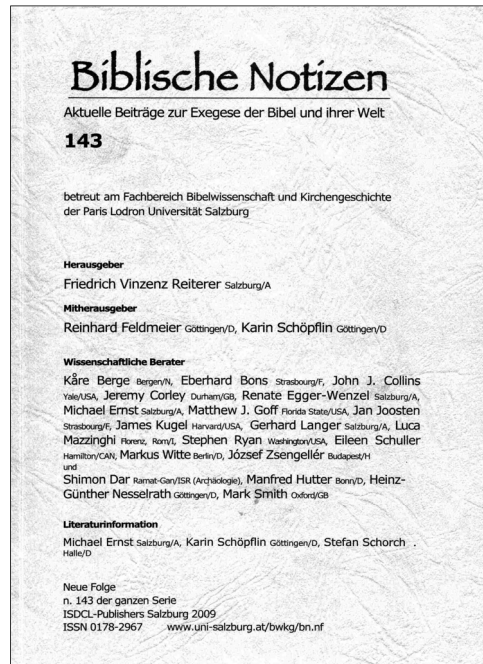 Biblische Notizen
Aktuelle Beiträge zur Exegese der Bibel und ihrer Welt
143
betreut am Fachbereich Bibelwissenschaft und Kirchengeschichte
der Paris Lodron Universität Salzburg
Herausgeber
Friedrich Vinzenz Reiterer Salzburg/A
Mitherausgeber
Reinhard Feldmeier Göttingen/D, Karin Schöpflin Göttingen/D
Wissenschaftliche Berater
Kåre Berge Bergen/N, Eberhard Bons Strasbourg/F, John J. Collins
Yale/USA, Jeremy Corley Durham/GB, Renate Egger-Wenzel Salzburg/A,
Michael Ernst Salzburg/A, Matthew J. Goff Florida State/USA, Jan Joosten
Strasbourg/F, James Kugel Harvard/USA, Gerhard Langer Salzburg/A, Luca
Mazzinghi Florenz, Rom/I, Stephen Ryan Washington/USA, Eileen Schuller
Hamilton/CAN, Markus Witte Berlin/D, József Zsengellér Budapest/H
und
Shimon Dar Ramat-Gan/ISR (Archäologie), Manfred Hutter Bonn/D, Heinz-
Günther Nesselrath Göttingen/D, Mark Smith Oxford/GB
Literaturinformation
Michael Ernst Salzburg/A, Karin Schöpflin Göttingen/D, Stefan Schorch .
Halle/D
Neue Folge
n. 143 der ganzen Serie
ISDCL-Publishers Salzburg 2009
ISSN 0178-2967 www.uni-salzburg.at/bwkg/bn.nf